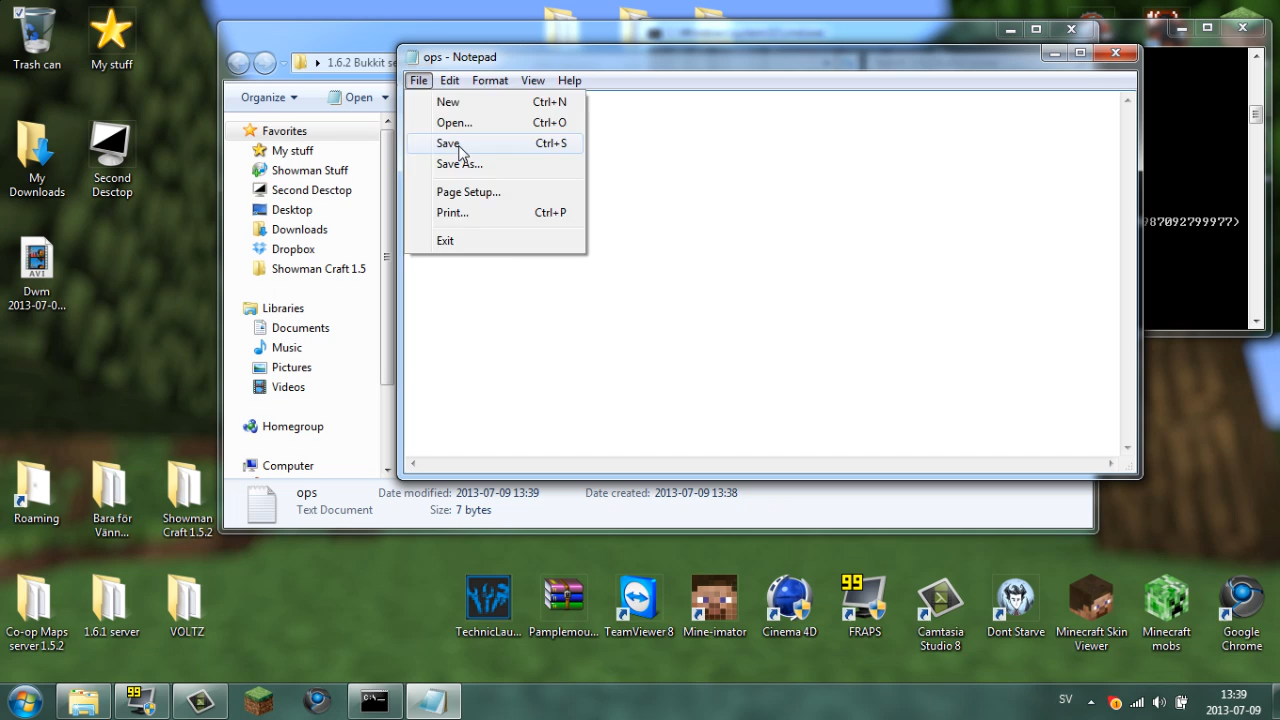 Trash can
My stuff
My Downloads
Second Desctop
AVI
Dwm
2013-07-0...
Roaming
Bara för Vänn...
Showman Craft 1.5.2
Co-op Maps server 1.5.2
1.6.1 server
VOLTZ
1.6.2 Bukkit se
Organize
Open
Favorites
My stuff
Showman Stuff
Second Desctop
Desktop
Downloads
Dropbox
Showman Craft 1.5
Libraries
Documents
Music
Pictures
Videos
Homegroup
Computer
ops - Notepad
File Edit Format View Help
New Ctrl+N
Open... Ctrl+O
Save Ctrl+S
Save As...
Page Setup...
Print... Ctrl+P
Exit
987092799977>
ops Date modified: 2013-07-09 13:39 Date created: 2013-07-09 13:38
Text Document Size: 7 bytes
TechnicLau...
Pamplemou...
TeamViewer 8
Mine-imator
Cinema 4D
99
FRAPS
Camtasia Studio 8
Dont Starve
Minecraft Skin Viewer
Minecraft mobs
Google Chrome
99
C:\.
SV
13:39
2013-07-09